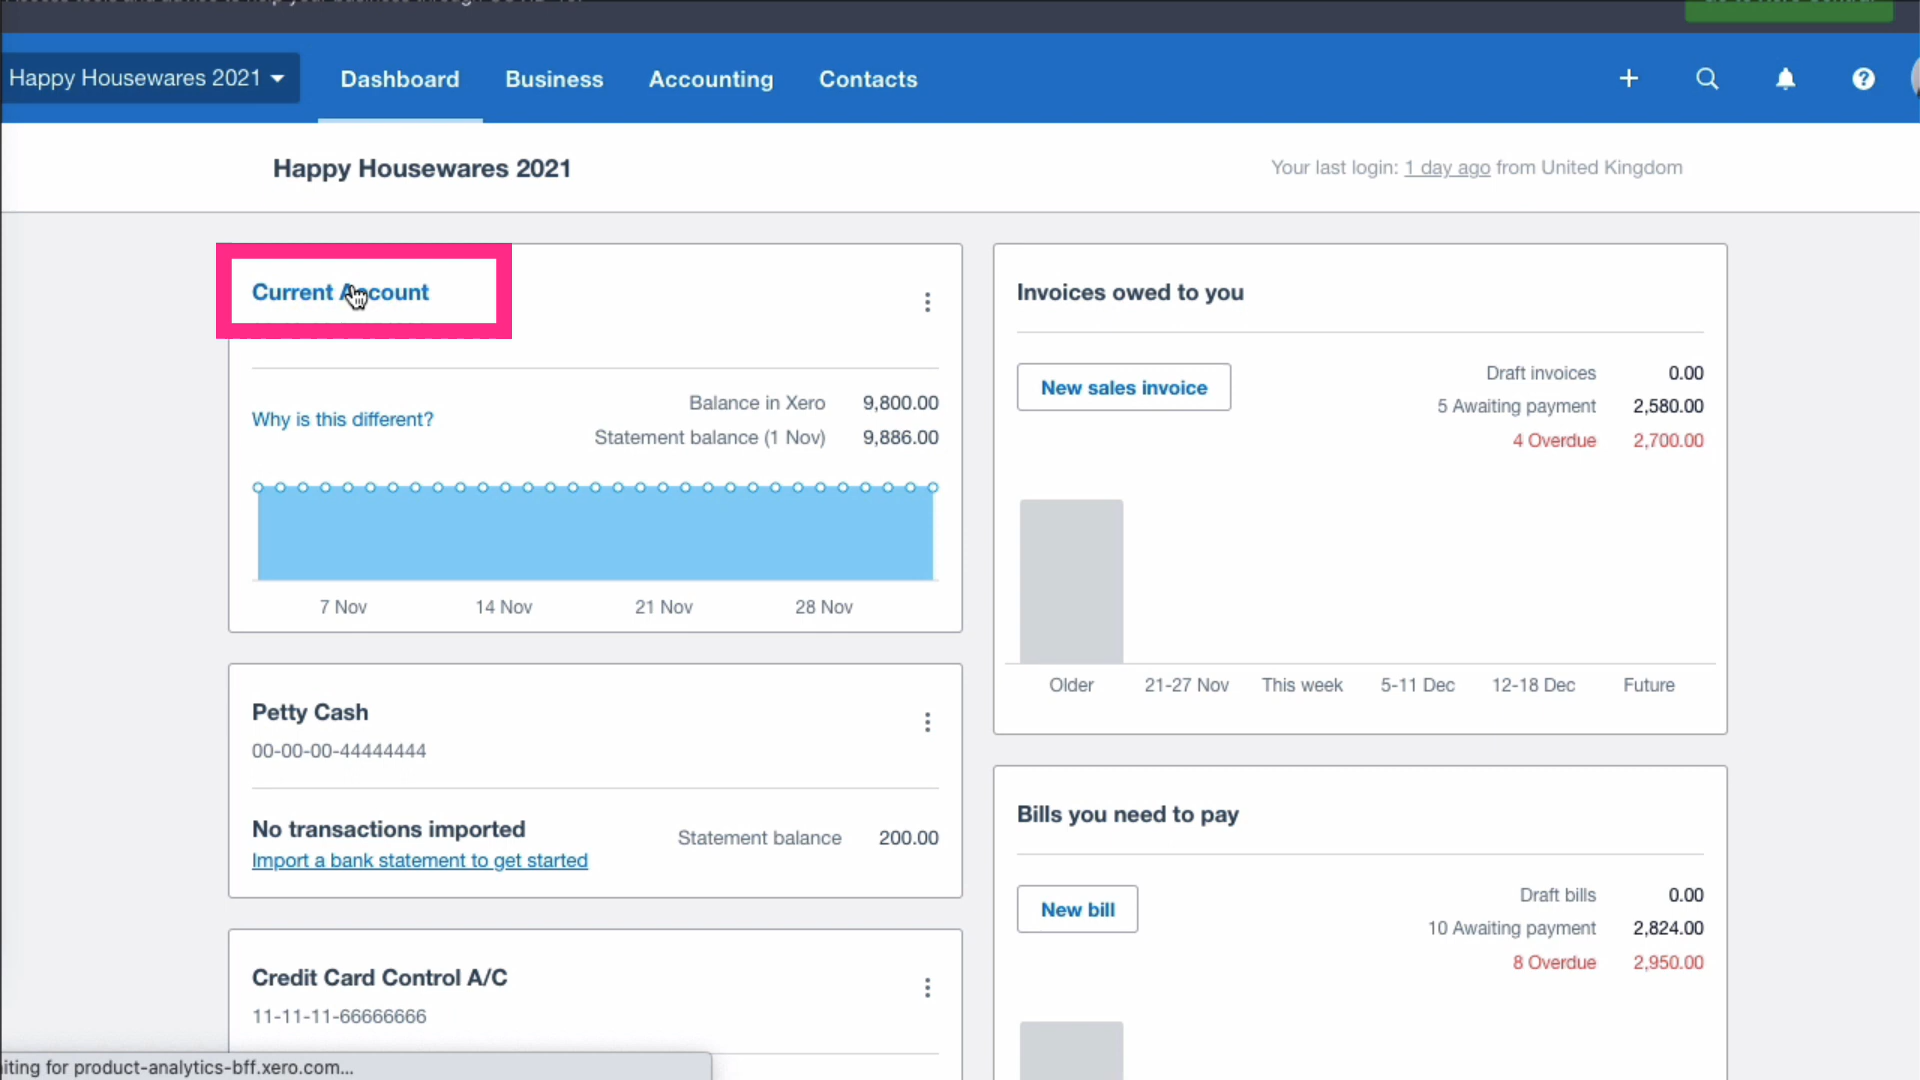 Happy Housewares 2021
Dashboard
Business
Accounting
Contacts
Happy Housewares 2021
Your last login: 1 day ago from United Kingdom
Current Account
Why is this different?
Balance in Xero 9,800.00
Statement balance (1 Nov) 9,886.00
7 Nov 14 Nov 21 Nov 28 Nov
Petty Cash
00-00-00-44444444
No transactions imported
Import a bank statement to get started
Statement balance 200.00
Credit Card Control A/C
11-11-11-66666666
Invoices owed to you
New sales invoice
Draft invoices 0.00
5 Awaiting payment 2,580.00
4 Overdue 2,700.00
Older 21-27 Nov This week 5-11 Dec 12-18 Dec Future
Bills you need to pay
New bill
Draft bills 0.00
10 Awaiting payment 2,824.00
8 Overdue 2,950.00
iting for product-analytics-bff.xero.com...